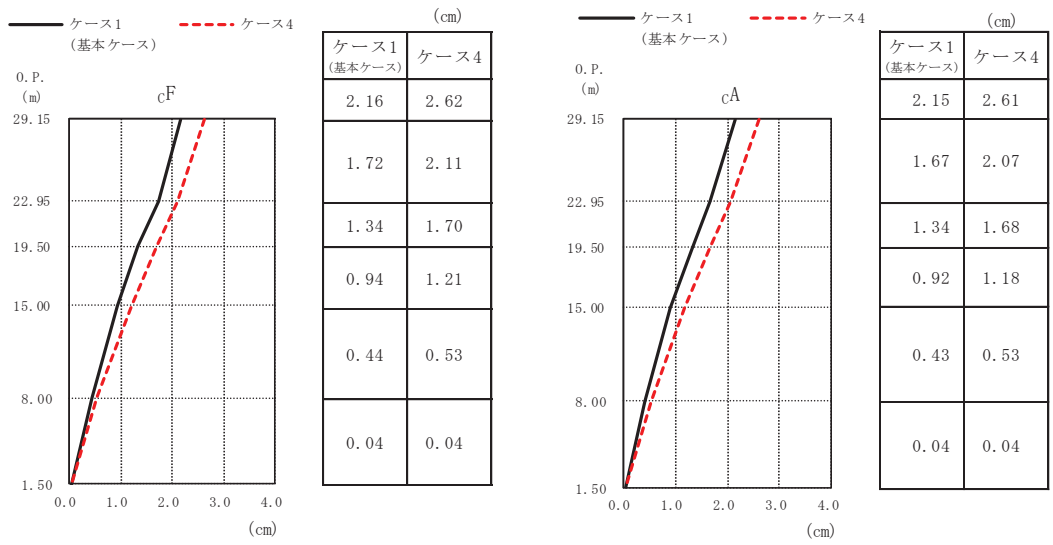 ケース1
(基本ケース)
ケース4
(cm)
O.P.
(m)
cF
29.15
22.95
19.50
15.00
8.00
1.50
0.0 1.0 2.0 3.0 4.0
(cm)
ケース1
(基本ケース)
ケース4
2.16 2.62
1.72 2.11
1.34 1.70
0.94 1.21
0.44 0.53
0.04 0.04
ケース1
(基本ケース)
ケース4
(cm)
O.P.
(m)
cA
29.15
22.95
19.50
15.00
8.00
1.50
0.0 1.0 2.0 3.0 4.0
(cm)
ケース1
(基本ケース)
ケース4
2.15 2.61
1.67 2.07
1.34 1.68
0.92 1.18
0.43 0.53
0.04 0.04